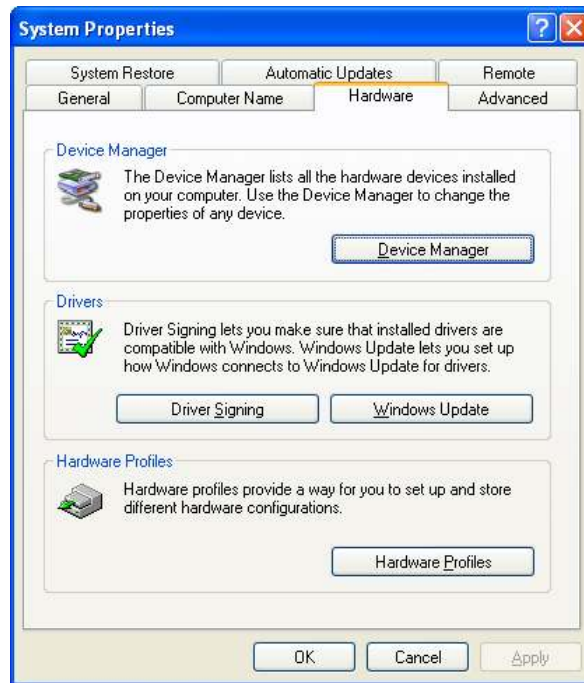 System Properties
System Restore
Automatic Updates
Remote
General
Computer Name
Hardware
Advanced
Device Manager
The Device Manager lists all the hardware devices installed
on your computer. Use the Device Manager to change the
properties of any device.
Device Manager
Drivers
Driver Signing lets you make sure that installed drivers are
compatible with Windows. Windows Update lets you set up
how Windows connects to Windows Update for drivers.
Driver Signing
Windows Update
Hardware Profiles
Hardware profiles provide a way for you to set up and store
different hardware configurations.
Hardware Profiles
OK
Cancel
Apply